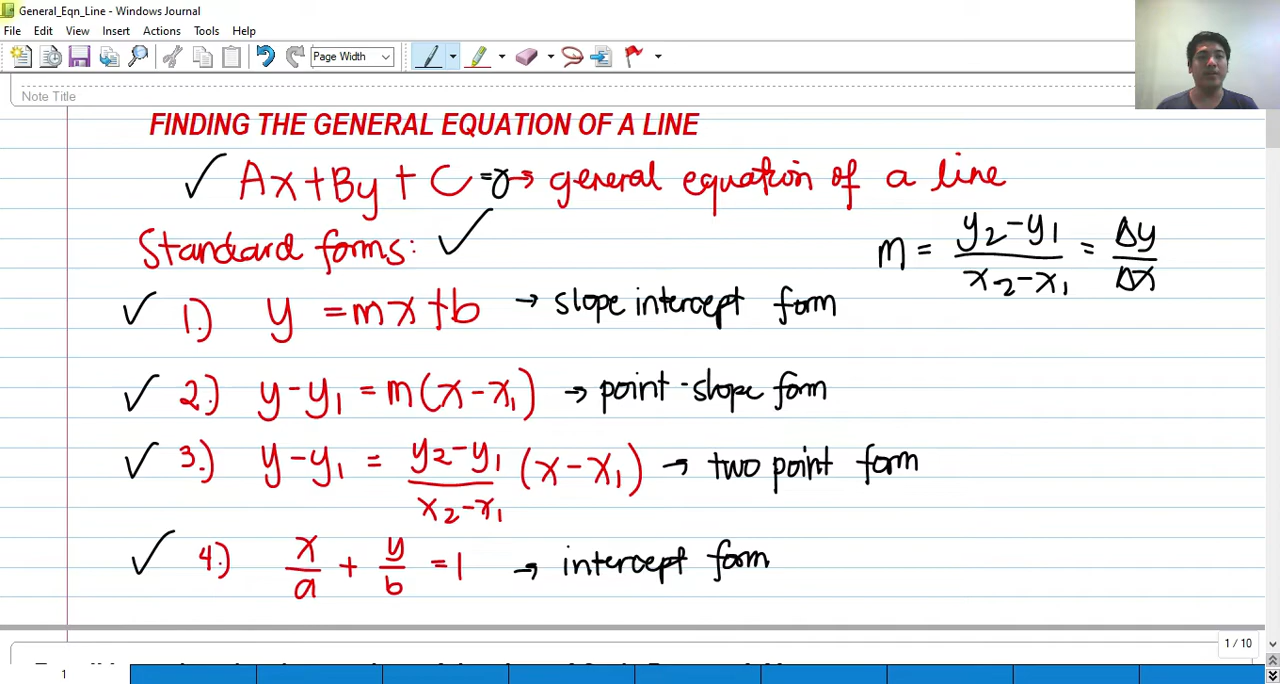 General_Eqn_Line - Windows Journal
File Edit View Insert Actions Tools Help
Page Width
Note Title
FINDING THE GENERAL EQUATION OF A LINE
✓ Ax + By + C = 0 → general equation of a line
Standard forms: ✓
m = (y₂ - y₁)/(x₂ - x₁) = Δy/Δx
✓ 1.) y = mx + b → slope intercept form
✓ 2.) y - y₁ = m(x - x₁) → point-slope form
✓ 3.) y - y₁ = (y₂ - y₁)/(x₂ - x₁) (x - x₁) → two point form
✓ 4.) x/a + y/b = 1 → intercept form
1 / 10
1